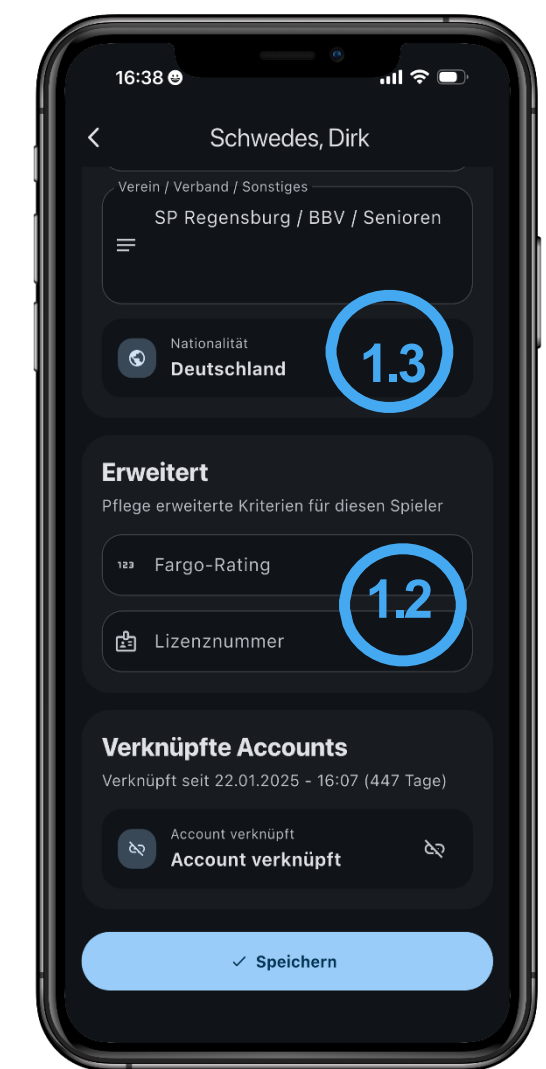 16:38
Schwedes, Dirk
Verein / Verband / Sonstiges
SP Regensburg / BBV / Senioren
Nationalität
Deutschland
1.3
Erweitert
Pflege erweiterte Kriterien für diesen Spieler
123 Fargo-Rating
1.2
Lizenznummer
Verknüpfte Accounts
Verknüpft seit 22.01.2025 - 16:07 (447 Tage)
Account verknüpft
Account verknüpft
Speichern